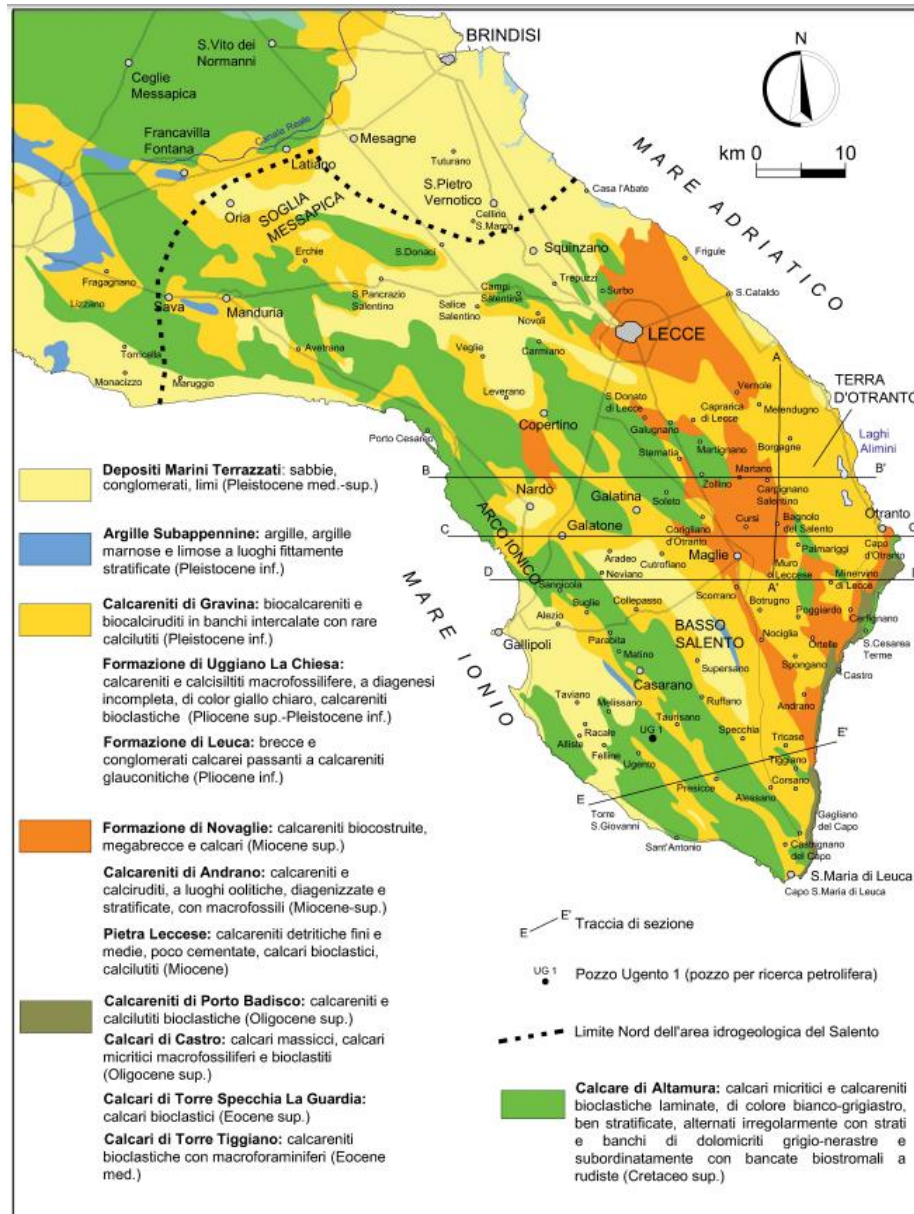 BRINDISI
S.Vito dei
Normanni
N
Ceglie
Messapica
Francavilla
Fontana
Canale Reale
Mesagne
km 0 10
Latiano
Tuturano
MARE ADRIATICO
S.Pietro
Vernotico
Casa l'Abate
Oria
SOGLIA
MESSAPICA
Cellino
S.Marco
Squinzano
S.Donaci
Erchie
Frigule
Fragagnano
Trepuzzi
S.Pancrazio
Salentino
Campi
Salentina
Surbo
S.Cataldo
Lizzano
Sava
Manduria
Salice
Salentino
Novoli
LECCE
Torricella
Avetrana
Veglie
Carmiano
A
Monacizzo
Maruggio
Leverano
S.Donato
di Lecce
Vernole
Caprarica
di Lecce
Melendugno
TERRA
D'OTRANTO
Porto Cesareo
Copertino
Galugnano
Martignano
Borgagne
Laghi
Alimini
Sternatia
B
Martano
B'
Zollino
Nardo
Galatina
Soleto
Carpignano
Salentino
ARCO IONICO
Otranto
C
Galatone
Corigliano
d'Otranto
Cursi
Bagnolo
del Salento
Capo
d'Otranto
Aradeo
Cutrofiano
Maglie
Palmariggi
D
Neviano
Muro
Leccese
Minervino
di Lecce
Sannicola
Scorrano
A'
MARE IONIO
Suglie
Collepasso
Botrugno
Poggiardo
Cerfignano
Alezio
BASSO
SALENTO
Gallipoli
Parabita
Nociglia
Ortelle
S.Cesarea
Terme
Matino
Supersano
Spongano
Castro
Casarano
Taviano
Melissano
Ruffano
Andrano
Taurisano
Racale
UG 1
Specchia
Tricase
E'
Alliste
Felline
Ugento
Tiggiano
Presicce
Corsano
E
Alessano
Torre
S.Giovanni
Gagliano
del Capo
Sant'Antonio
Castrignano
del Capo
S.Maria di Leuca
Capo S.Maria di Leuca
Depositi Marini Terrazzati: sabbie,
conglomerati, limi (Pleistocene med.-sup.)
Argille Subappennine: argille, argille
marnose e limose a luoghi fittamente
stratificate (Pleistocene inf.)
Calcareniti di Gravina: biocalcareniti e
biocalciruditi in banchi intercalate con rare
calcilutiti (Pleistocene inf.)
Formazione di Uggiano La Chiesa:
calcareniti e calcisiltiti macrofossilifere, a diagenesi
incompleta, di color giallo chiaro, calcareniti
bioclastiche (Pliocene sup.-Pleistocene inf.)
Formazione di Leuca: brecce e
conglomerati calcarei passanti a calcareniti
glauconitiche (Pliocene inf.)
Formazione di Novaglie: calcareniti biocostruite,
megabrecce e calcari (Miocene sup.)
Calcareniti di Andrano: calcareniti e
calciruditi, a luoghi oolitiche, diagenizzate e
stratificate, con macrofossili (Miocene-sup.)
Pietra Leccese: calcareniti detritiche fini e
medie, poco cementate, calcari bioclastici,
calcilutiti (Miocene)
Calcareniti di Porto Badisco: calcareniti e
calcilutiti bioclastiche (Oligocene sup.)
Calcari di Castro: calcari massicci, calcari
micritici macrofossiliferi e bioclastiti
(Oligocene sup.)
Calcari di Torre Specchia La Guardia:
calcari bioclastici (Eocene sup.)
Calcari di Torre Tiggiano: calcareniti
bioclastiche con macroforaminiferi (Eocene
med.)
E E' Traccia di sezione
UG 1 Pozzo Ugento 1 (pozzo per ricerca petrolifera)
Limite Nord dell'area idrogeologica del Salento
Calcare di Altamura: calcari micritici e calcareniti
bioclastiche laminate, di colore bianco-grigiastro,
ben stratificate, alternati irregolarmente con strati
e banchi di dolomicriti grigio-nerastre e
subordinatamente con bancate biostromali a
rudiste (Cretaceo sup.)